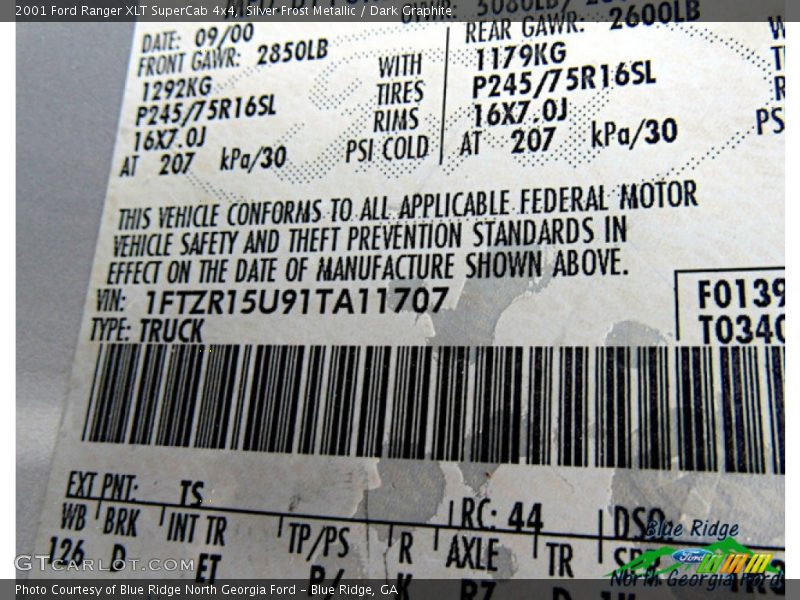 2001 Ford Ranger XLT SuperCab 4x4, Silver Frost Metallic / Dark Graphite
DATE: 09/00
FRONT GAWR: 2850LB
1292KG
P245/75R16SL
16X7.0J
AT 207 kPa/30
WITH
TIRES
RIMS
PSI COLD
REAR GAWR: 2600LB
1179KG
P245/75R16SL
16X7.0J
AT 207 kPa/30
PS
THIS VEHICLE CONFORMS TO ALL APPLICABLE FEDERAL MOTOR
VEHICLE SAFETY AND THEFT PREVENTION STANDARDS IN
EFFECT ON THE DATE OF MANUFACTURE SHOWN ABOVE.
VIN: 1FTZR15U91TA11707
TYPE: TRUCK
F0139
T0340
EXT PNT: TS
RC: 44
DSO
WB BRK INT TR TP/PS R AXLE TR
126 D ET
Blue Ridge
Ford
North Georgia Ford
GTCarLot.com
Photo Courtesy of Blue Ridge North Georgia Ford – Blue Ridge, GA